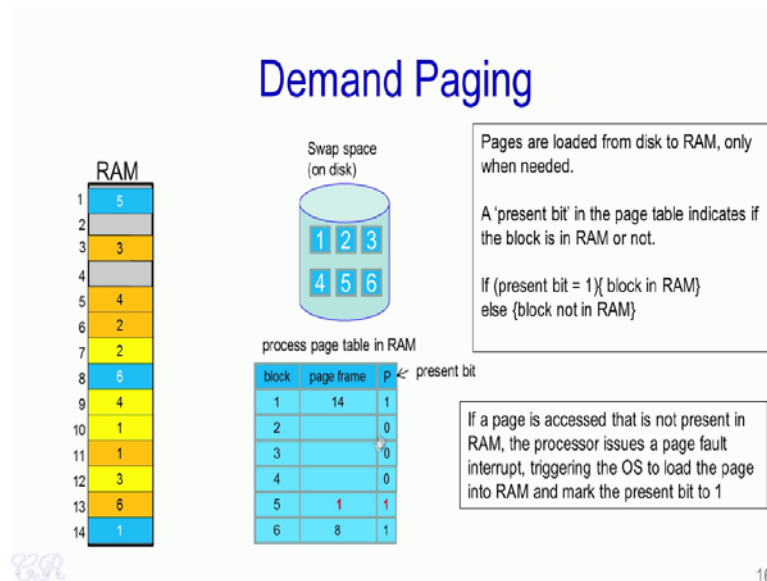 Demand Paging
RAM
1 5
2
3 3
4
5 4
6 2
7 2
8 6
9 4
10 1
11 1
12 3
13 6
14 1
Swap space
(on disk)
1 2 3
4 5 6
process page table in RAM
block page frame P present bit
1 14 1
2 0
3 0
4 0
5 1 1
6 8 1
Pages are loaded from disk to RAM, only
when needed.
A 'present bit' in the page table indicates if
the block is in RAM or not.
If (present bit = 1){ block in RAM}
else {block not in RAM}
If a page is accessed that is not present in
RAM, the processor issues a page fault
interrupt, triggering the OS to load the page
into RAM and mark the present bit to 1
CR